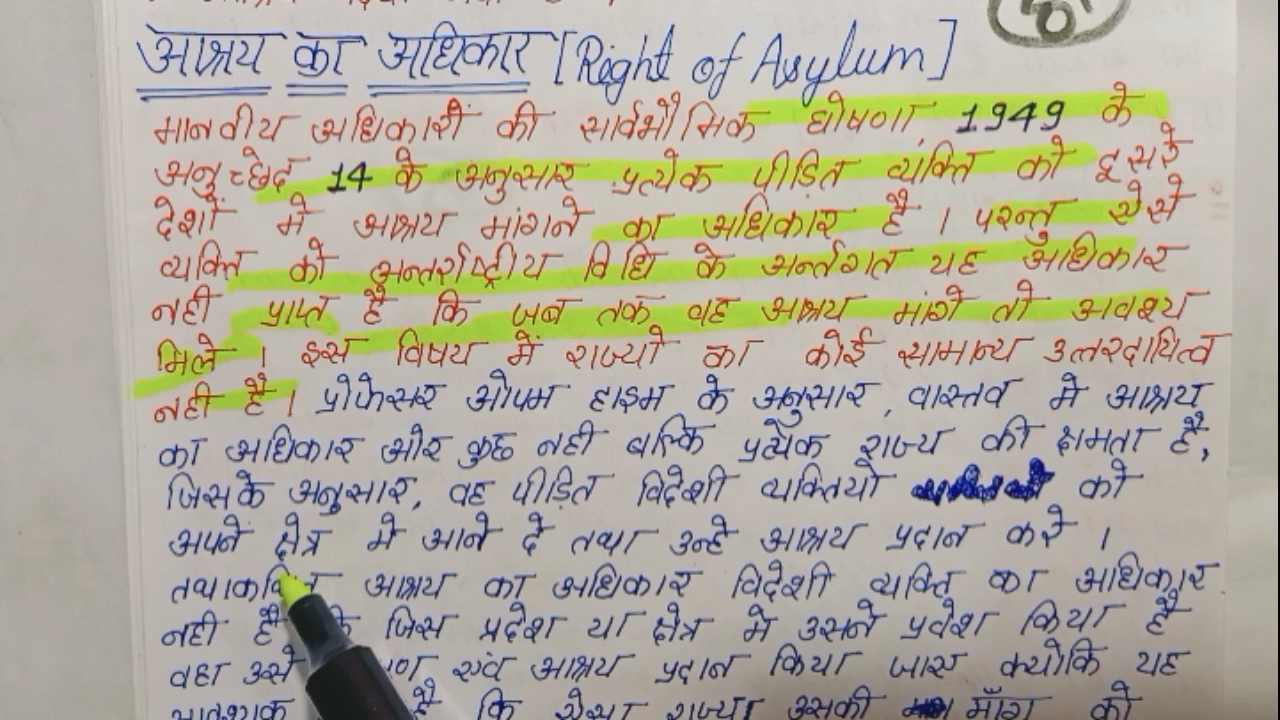 आश्रय का अधिकार [Right of Asylum]
मानवीय अधिकारों की सार्वभौमिक घोषणा, 1949 के
अनुच्छेद 14 के अनुसार प्रत्येक पीड़ित व्यक्ति को दूसरे
देशों में आश्रय मांगने का अधिकार है । परन्तु ऐसे
व्यक्ति को अन्तर्राष्ट्रीय विधि के अर्न्तगत यह अधिकार
नही प्राप्त है कि जब तक वह आश्रय मांगे तो अवश्य
मिले । इस विषय में राज्यो का कोई सामान्य उत्तरदायित्व
नही है । प्रोफेसर ओपम हाइम के अनुसार, वास्तव मे आश्रय
का अधिकार और कुछ नही बल्कि प्रत्येक राज्य की क्षमता है,
जिसके अनुसार, वह पीड़ित विदेशी व्यक्तियो को
अपने क्षेत्र मे आने दे तथा उन्हे आश्रय प्रदान करे ।
आश्रय का अधिकार विदेशी व्यक्ति का अधिकार
नही है जिस प्रदेश या क्षेत्र मे उसने प्रवेश किया है
वहा उसे एवं आश्रय प्रदान किया जाए क्योकि यह
है कि ऐसा राज्य उसकी माँग को